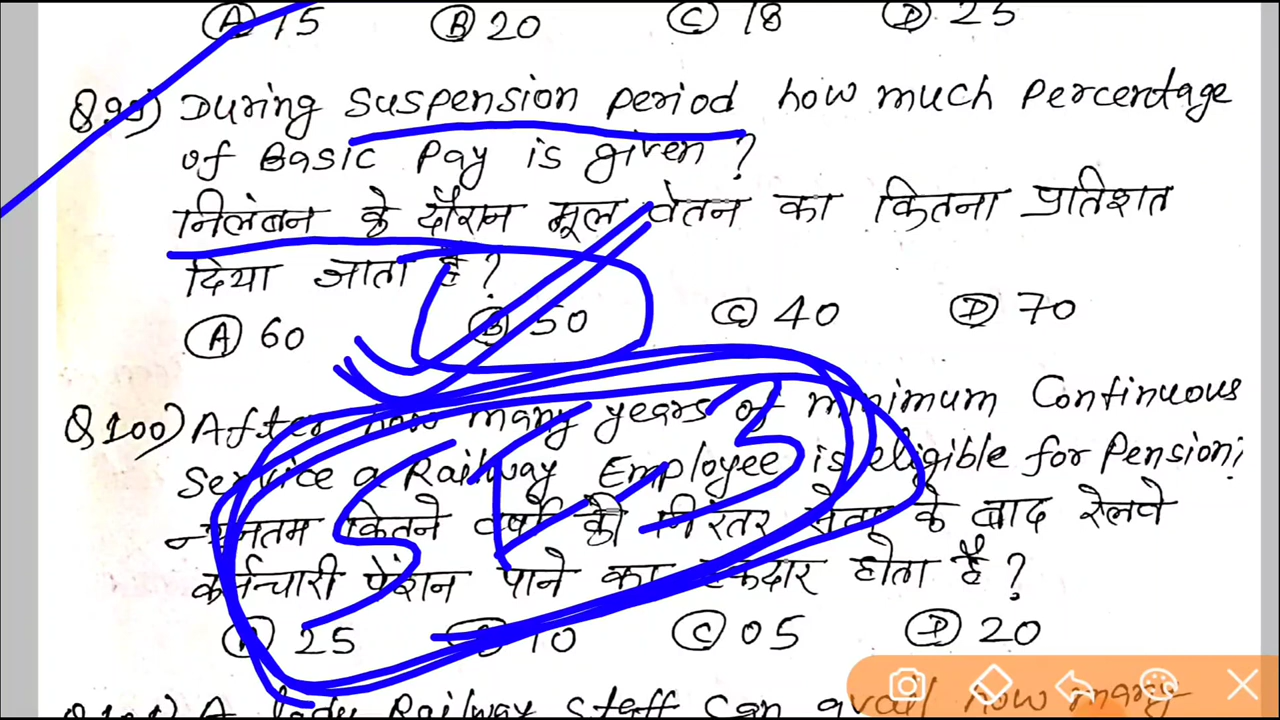 Ⓐ 15 Ⓑ 20 Ⓒ 18 Ⓓ 25
Q99) During Suspension Period how much Percentage
of Basic Pay is given?
निलंबन के दौरान मूल वेतन का कितना प्रतिशत
दिया जाता है?
Ⓐ 60 Ⓑ 50 Ⓒ 40 Ⓓ 70
Q100) After how many years of minimum Continuous
Service a Railway Employee is eligible for Pension;
न्यूनतम कितने वर्षों की सेवा के बाद रेलवे
कर्मचारी पेंशन पाने का हकदार होता है?
Ⓐ 25 Ⓑ 10 Ⓒ 05 Ⓓ 20
A lady Railway Staff Can avail how many